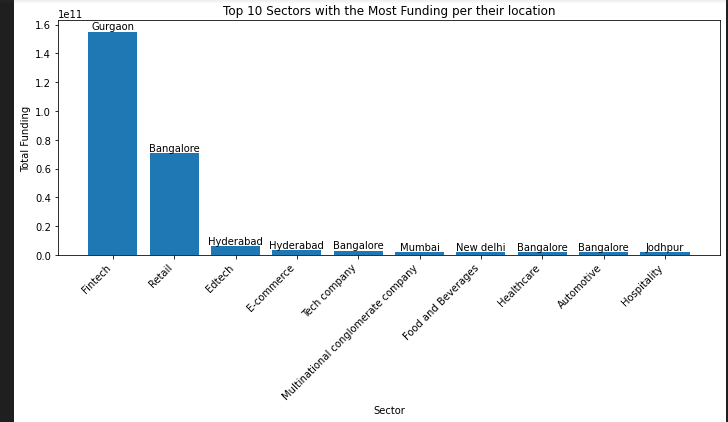 Top 10 Sectors with the Most Funding per their location
1e11
1.6
1.4
1.2
1.0
0.8
0.6
0.4
0.2
0.0
Total Funding
Gurgaon
Bangalore
Hyderabad
Hyderabad
Bangalore
Mumbai
New delhi
Bangalore
Bangalore
Jodhpur
Fintech
Retail
Edtech
E-commerce
Tech company
Multinational conglomerate company
Food and Beverages
Healthcare
Automotive
Hospitality
Sector